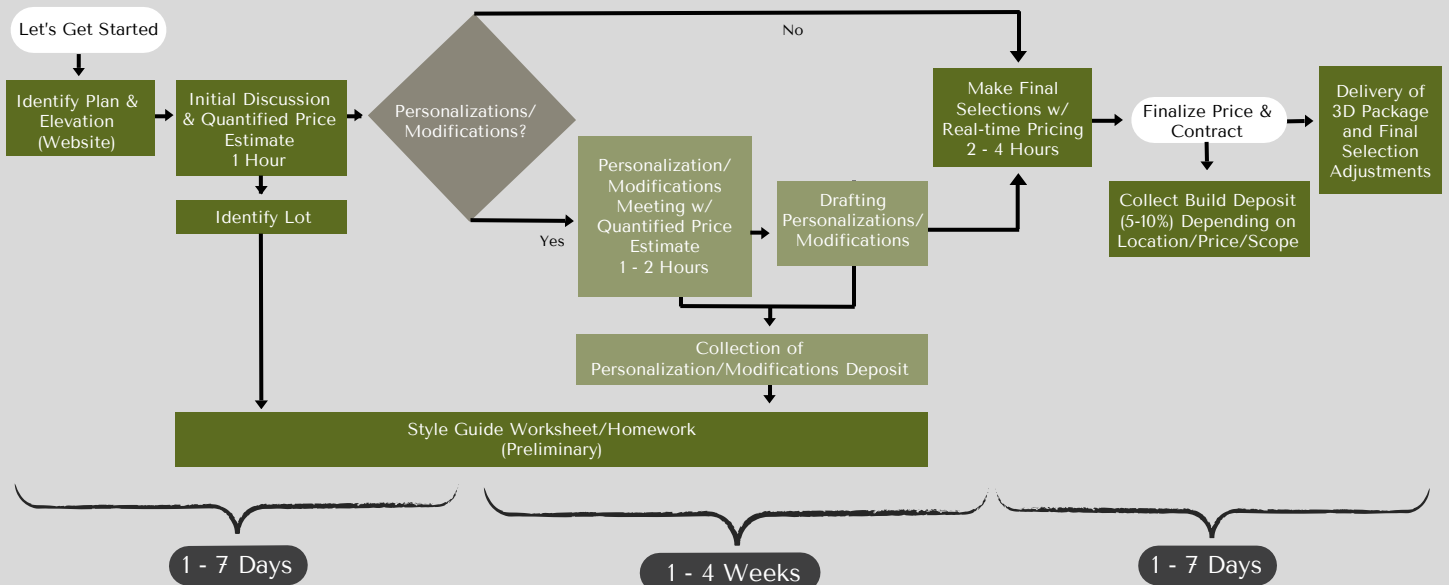 Let's Get Started
Identify Plan &
Elevation
(Website)
Initial Discussion
& Quantified Price
Estimate
1 Hour
Identify Lot
Personalizations/
Modifications?
No
Yes
Personalization/
Modifications
Meeting w/
Quantified Price
Estimate
1 - 2 Hours
Drafting
Personalizations/
Modifications
Collection of
Personalization/Modifications Deposit
Style Guide Worksheet/Homework
(Preliminary)
Make Final
Selections w/
Real-time Pricing
2 - 4 Hours
Finalize Price &
Contract
Collect Build Deposit
(5-10%) Depending on
Location/Price/Scope
Delivery of
3D Package
and Final
Selection
Adjustments
1 - 7 Days
1 - 4 Weeks
1 - 7 Days